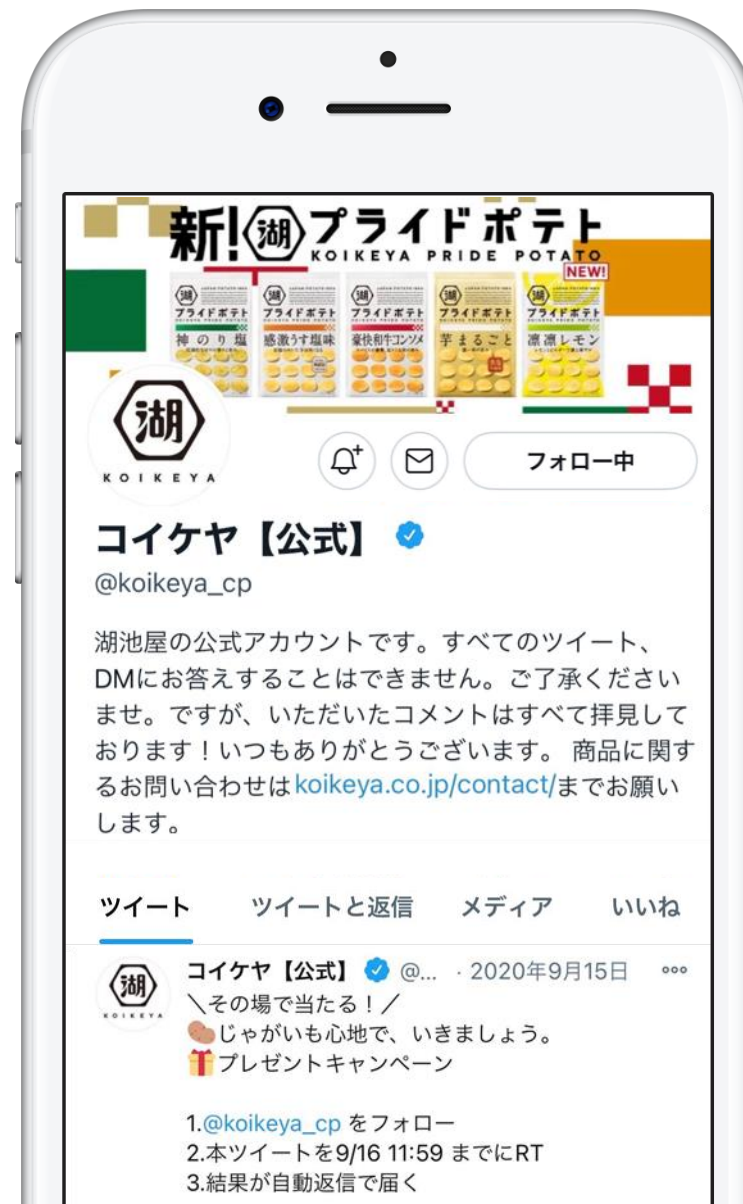 新!湖プライドポテト
KOIKEYA PRIDE POTATO
NEW!
湖 湖 湖 湖 湖
プライドポテト プライドポテト プライドポテト プライドポテト プライドポテト
神のり塩 感激うす塩味 豪快和牛コンソメ 芋まるごと 凛凛レモン
湖
KOIKEYA
フォロー中
コイケヤ【公式】
@koikeya_cp
湖池屋の公式アカウントです。すべてのツイート、
DMにお答えすることはできません。ご了承ください
ませ。ですが、いただいたコメントはすべて拝見して
おります！いつもありがとうございます。 商品に関す
るお問い合わせはkoikeya.co.jp/contact/までお願い
します。
ツイート ツイートと返信 メディア いいね
湖
KOIKEYA
コイケヤ【公式】 @... · 2020年9月15日
＼その場で当たる！／
🥔じゃがいも心地で、いきましょう。
🎁プレゼントキャンペーン
1.@koikeya_cp をフォロー
2.本ツイートを9/16 11:59 までにRT
3.結果が自動返信で届く